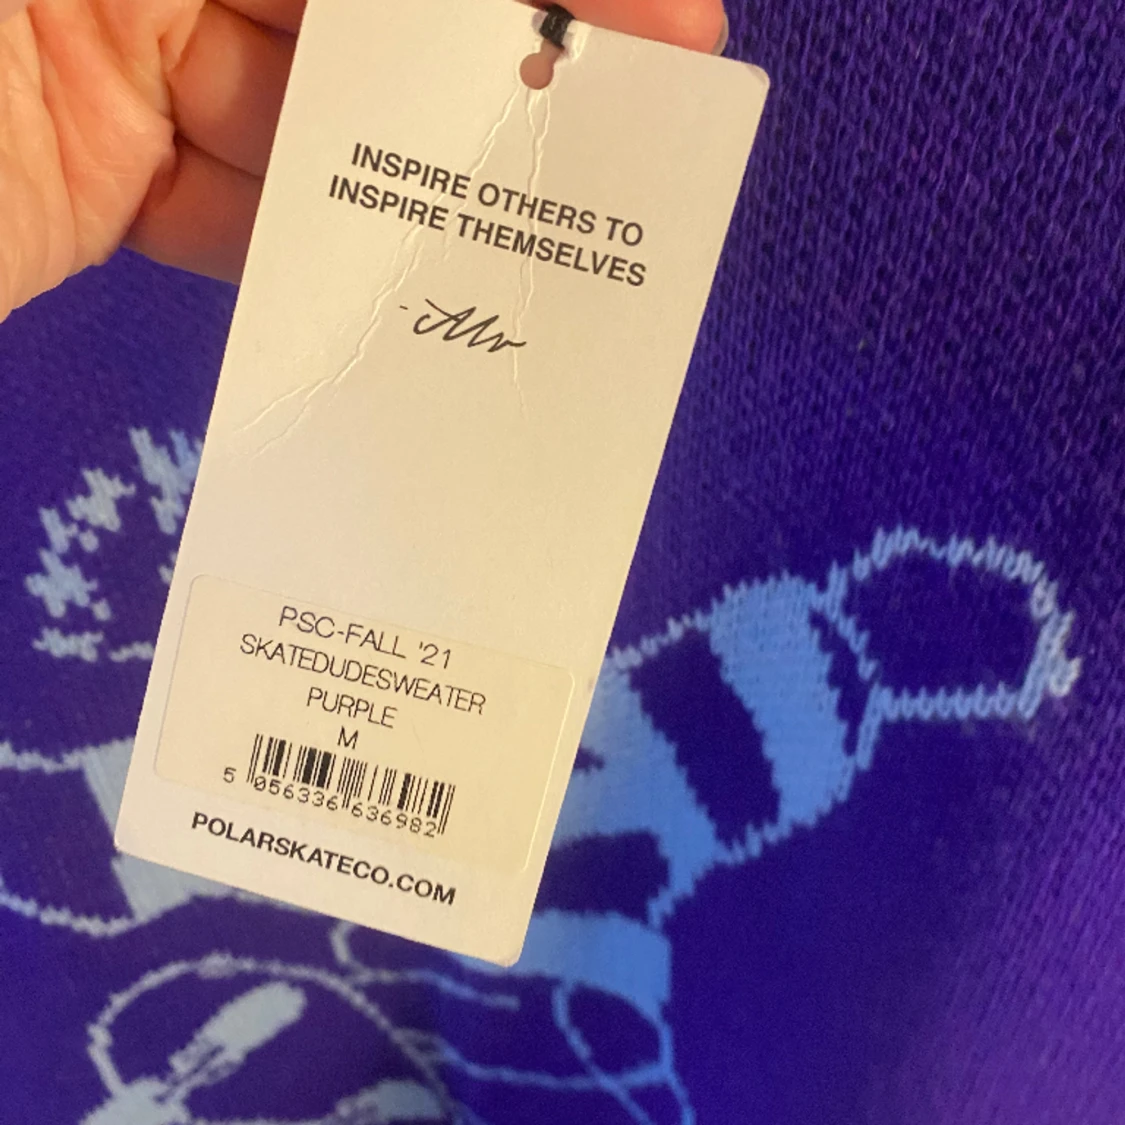 INSPIRE OTHERS TO
INSPIRE THEMSELVES
PSC-FALL '21
SKATEDUDESWEATER
PURPLE
M
5 056336 636982
POLARSKATECO.COM